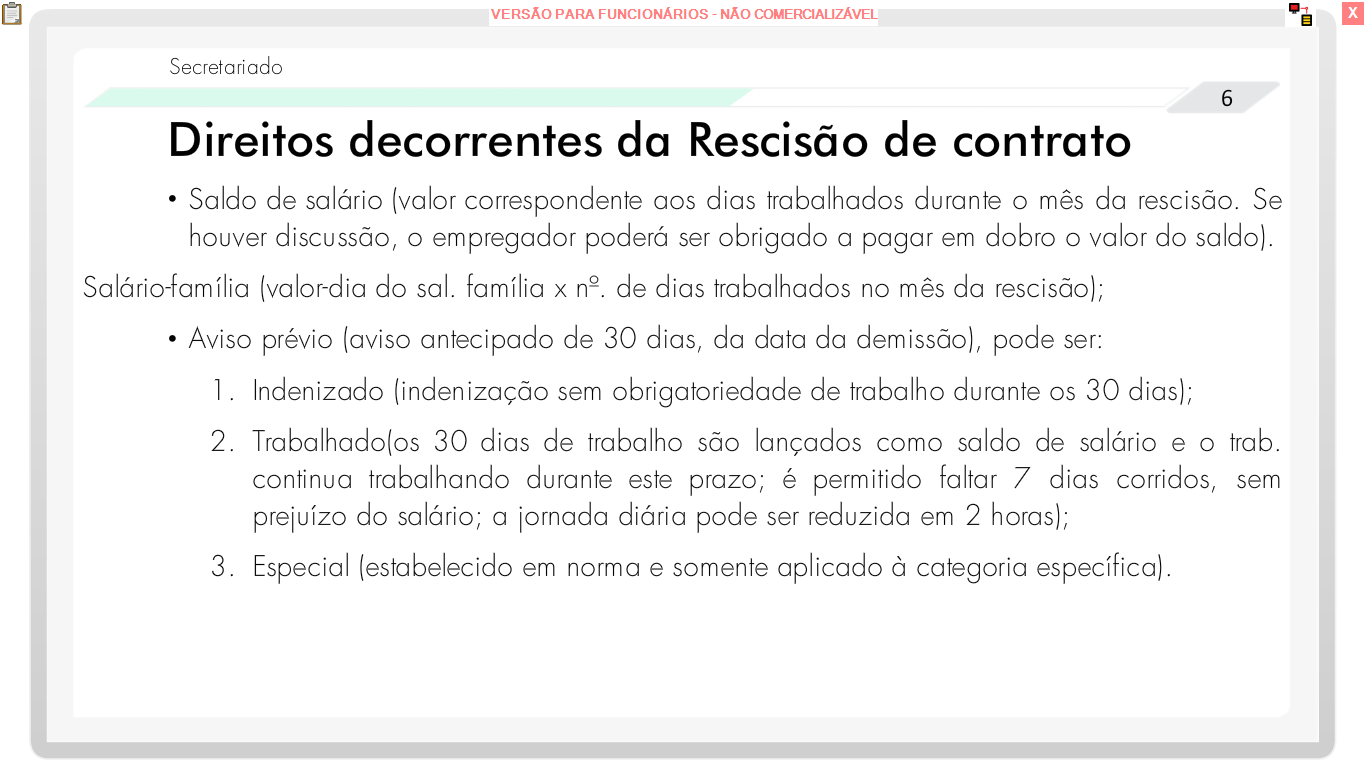 VERSÃO PARA FUNCIONÁRIOS - NÃO COMERCIALIZÁVEL
X
Secretariado
6
Direitos decorrentes da Rescisão de contrato
• Saldo de salário (valor correspondente aos dias trabalhados durante o mês da rescisão. Se
houver discussão, o empregador poderá ser obrigado a pagar em dobro o valor do saldo).
Salário-família (valor-dia do sal. família x nº. de dias trabalhados no mês da rescisão);
• Aviso prévio (aviso antecipado de 30 dias, da data da demissão), pode ser:
1. Indenizado (indenização sem obrigatoriedade de trabalho durante os 30 dias);
2. Trabalhado(os 30 dias de trabalho são lançados como saldo de salário e o trab.
continua trabalhando durante este prazo; é permitido faltar 7 dias corridos, sem
prejuízo do salário; a jornada diária pode ser reduzida em 2 horas);
3. Especial (estabelecido em norma e somente aplicado à categoria específica).